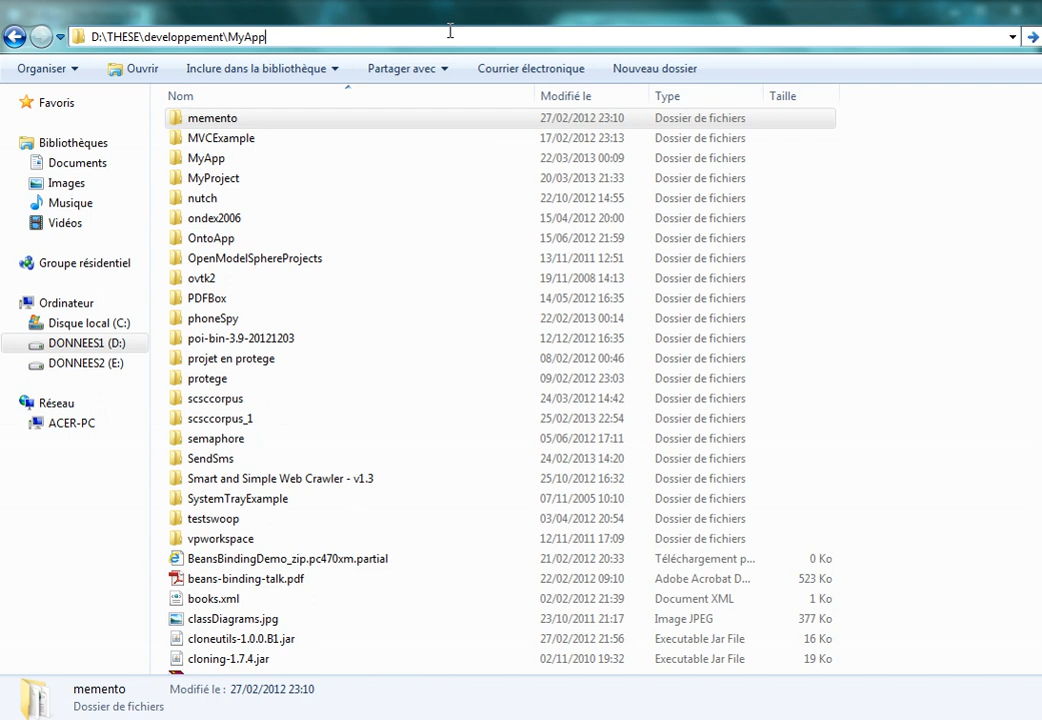 D:\THESE\developpement\MyApp
Organiser Ouvrir Inclure dans la bibliothèque Partager avec Courrier électronique Nouveau dossier
Favoris
Bibliothèques
Documents
Images
Musique
Vidéos
Groupe résidentiel
Ordinateur
Disque local (C:)
DONNEES1 (D:)
DONNEES2 (E:)
Réseau
ACER-PC
Nom Modifié le Type Taille
memento 27/02/2012 23:10 Dossier de fichiers
MVCExample 17/02/2012 23:13 Dossier de fichiers
MyApp 22/03/2013 00:09 Dossier de fichiers
MyProject 20/03/2013 21:33 Dossier de fichiers
nutch 22/10/2012 14:55 Dossier de fichiers
ondex2006 15/04/2012 20:00 Dossier de fichiers
OntoApp 15/06/2012 21:59 Dossier de fichiers
OpenModelSphereProjects 13/11/2011 12:51 Dossier de fichiers
ovtk2 19/11/2008 14:13 Dossier de fichiers
PDFBox 14/05/2012 16:35 Dossier de fichiers
phoneSpy 22/02/2013 00:14 Dossier de fichiers
poi-bin-3.9-20121203 12/12/2012 16:35 Dossier de fichiers
projet en protege 08/02/2012 00:46 Dossier de fichiers
protege 09/02/2012 23:03 Dossier de fichiers
scsccorpus 24/03/2012 14:42 Dossier de fichiers
scsccorpus_1 25/02/2013 22:54 Dossier de fichiers
semaphore 05/06/2012 17:11 Dossier de fichiers
SendSms 24/02/2013 14:20 Dossier de fichiers
Smart and Simple Web Crawler - v1.3 25/10/2012 16:32 Dossier de fichiers
SystemTrayExample 07/11/2005 10:10 Dossier de fichiers
testswoop 03/04/2012 20:54 Dossier de fichiers
vpworkspace 12/11/2011 17:09 Dossier de fichiers
BeansBindingDemo_zip.pc470xm.partial 21/02/2012 20:33 Téléchargement p... 0 Ko
beans-binding-talk.pdf 22/02/2012 09:10 Adobe Acrobat D... 523 Ko
books.xml 02/02/2012 21:39 Document XML 1 Ko
classDiagrams.jpg 23/10/2011 21:17 Image JPEG 377 Ko
cloneutils-1.0.0.B1.jar 27/02/2012 21:56 Executable Jar File 16 Ko
cloning-1.7.4.jar 02/11/2010 19:32 Executable Jar File 19 Ko
memento Modifié le : 27/02/2012 23:10
Dossier de fichiers